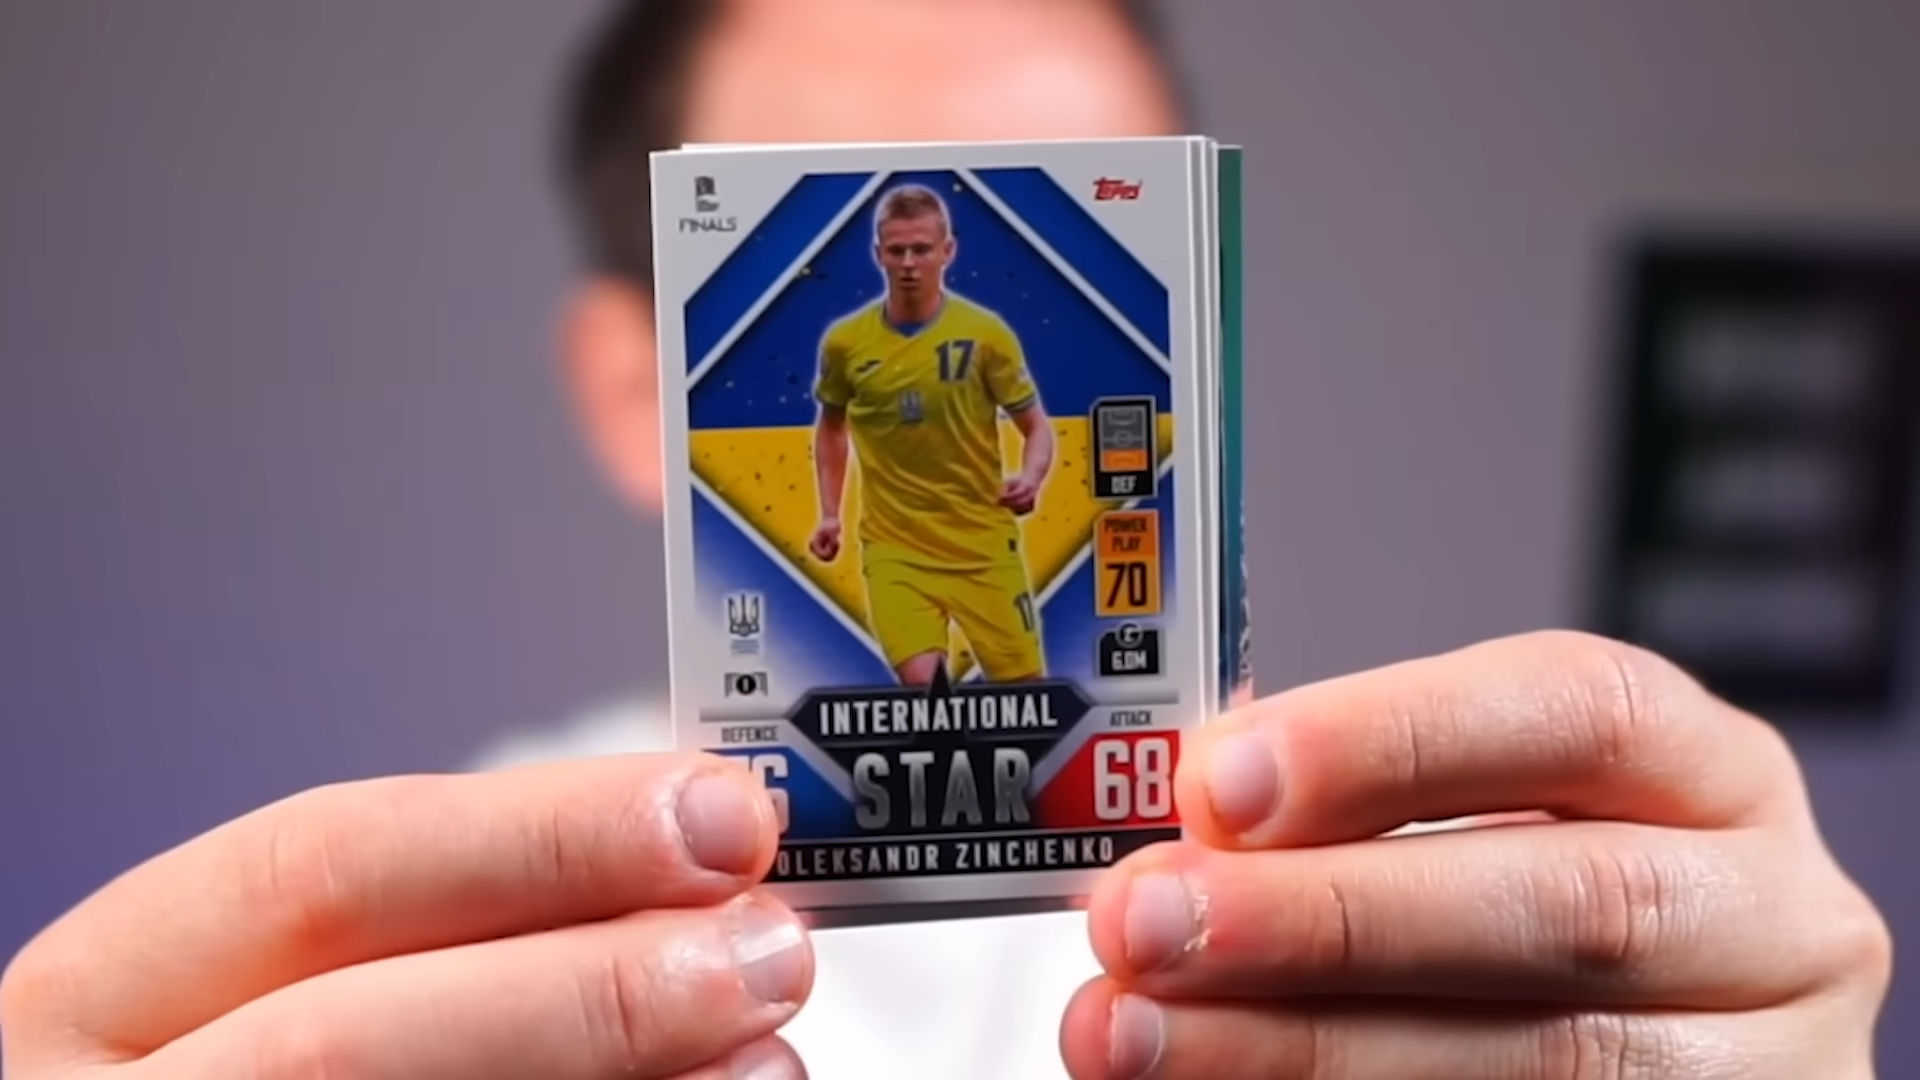 FINALS
Topps
17
DEF
POWER
PLAY
70
6.0M
INTERNATIONAL
DEFENCE
ATTACK
STAR
68
OLEKSANDR ZINCHENKO